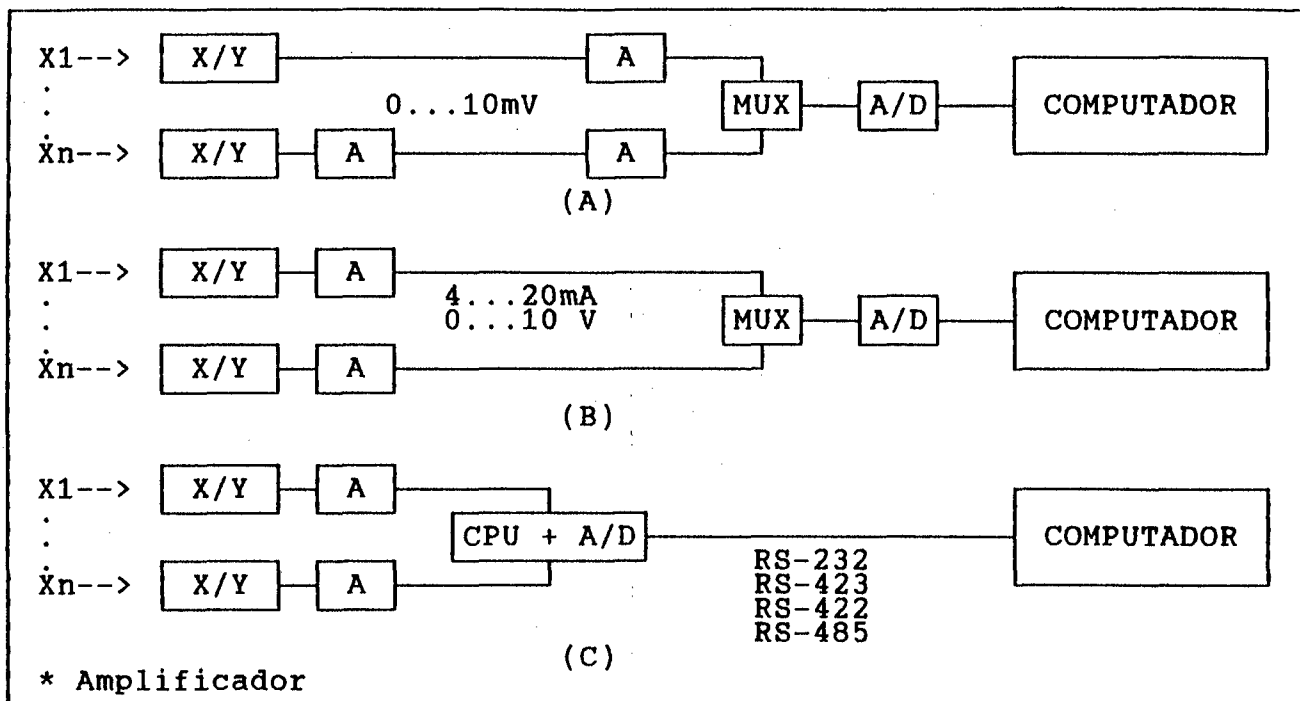 X1--> X/Y A
.
.
0...10mV MUX A/D COMPUTADOR
.
Xn--> X/Y A A
(A)
X1--> X/Y A
.
4...20mA
.
0...10 V MUX A/D COMPUTADOR
.
Xn--> X/Y A
(B)
X1--> X/Y A
.
.
CPU + A/D COMPUTADOR
.
RS-232
Xn--> X/Y A
RS-423
RS-422
RS-485
(C)
* Amplificador